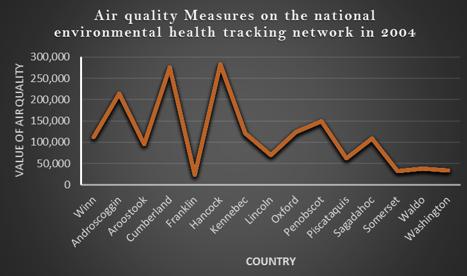 Air quality Measures on the national
environmental health tracking network in 2004
300,000
250,000
200,000
150,000
100,000
50,000
0
VALUE OF AIR QUALITY
Winn
Androscoggin
Aroostook
Cumberland
Franklin
Hancock
Kennebec
Lincoln
Oxford
Penobscot
Piscataquis
Sagadahoc
Somerset
Waldo
Washington
COUNTRY